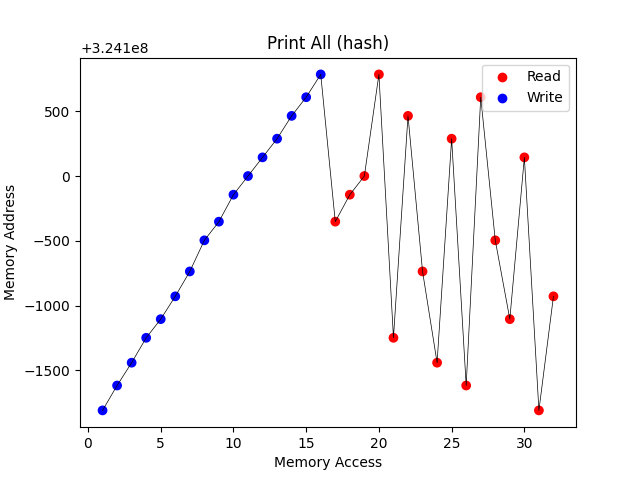 Print All (hash)
+3.241e8
Read
Write
500
0
−500
−1000
−1500
Memory Address
0
5
10
15
20
25
30
Memory Access